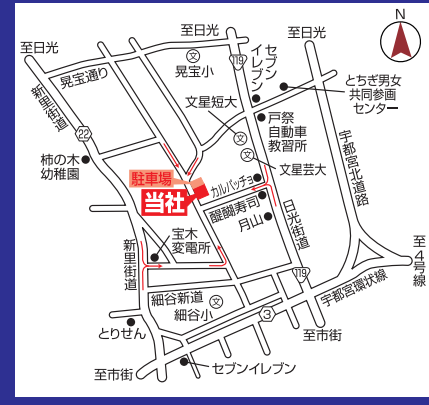 至日光
至日光
至日光
N
晃宝通り
文
晃宝小
119
セブン
イレブン
とちぎ男女
共同参画
センター
新里街道
文星短大
文
戸祭
自動車
教習所
22
文
文星芸大
柿の木
幼稚園
駐車場
当社
カルパッチョ
醍醐寿司
月山
宇都宮北道路
日光街道
宝木
変電所
新里街道
至4号線
119
細谷新道
文
細谷小
3
宇都宮環状線
とりせん
至市街
至市街
セブンイレブン